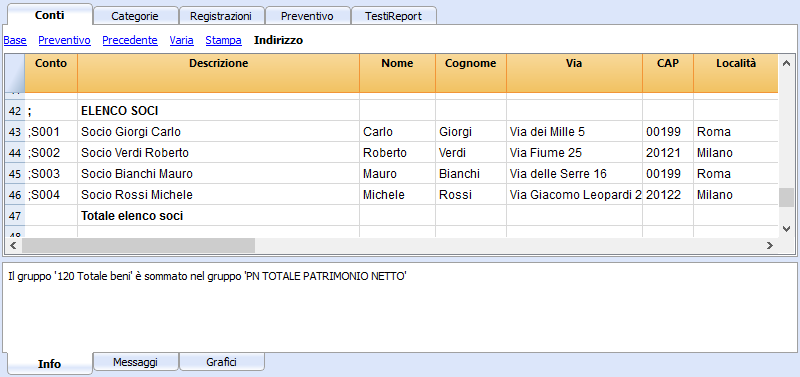 Conti Categorie Registrazioni Preventivo TestiReport
Base Preventivo Precedente Varia Stampa Indirizzo
Conto Descrizione Nome Cognome Via CAP Località
42 ; ELENCO SOCI
43 ;S001 Socio Giorgi Carlo Carlo Giorgi Via dei Mille 5 00199 Roma
44 ;S002 Socio Verdi Roberto Roberto Verdi Via Fiume 25 20121 Milano
45 ;S003 Socio Bianchi Mauro Mauro Bianchi Via delle Serre 16 00199 Roma
46 ;S004 Socio Rossi Michele Michele Rossi Via Giacomo Leopardi 2 20122 Milano
47 Totale elenco soci
Il gruppo '120 Totale beni' è sommato nel gruppo 'PN TOTALE PATRIMONIO NETTO'
Info Messaggi Grafici